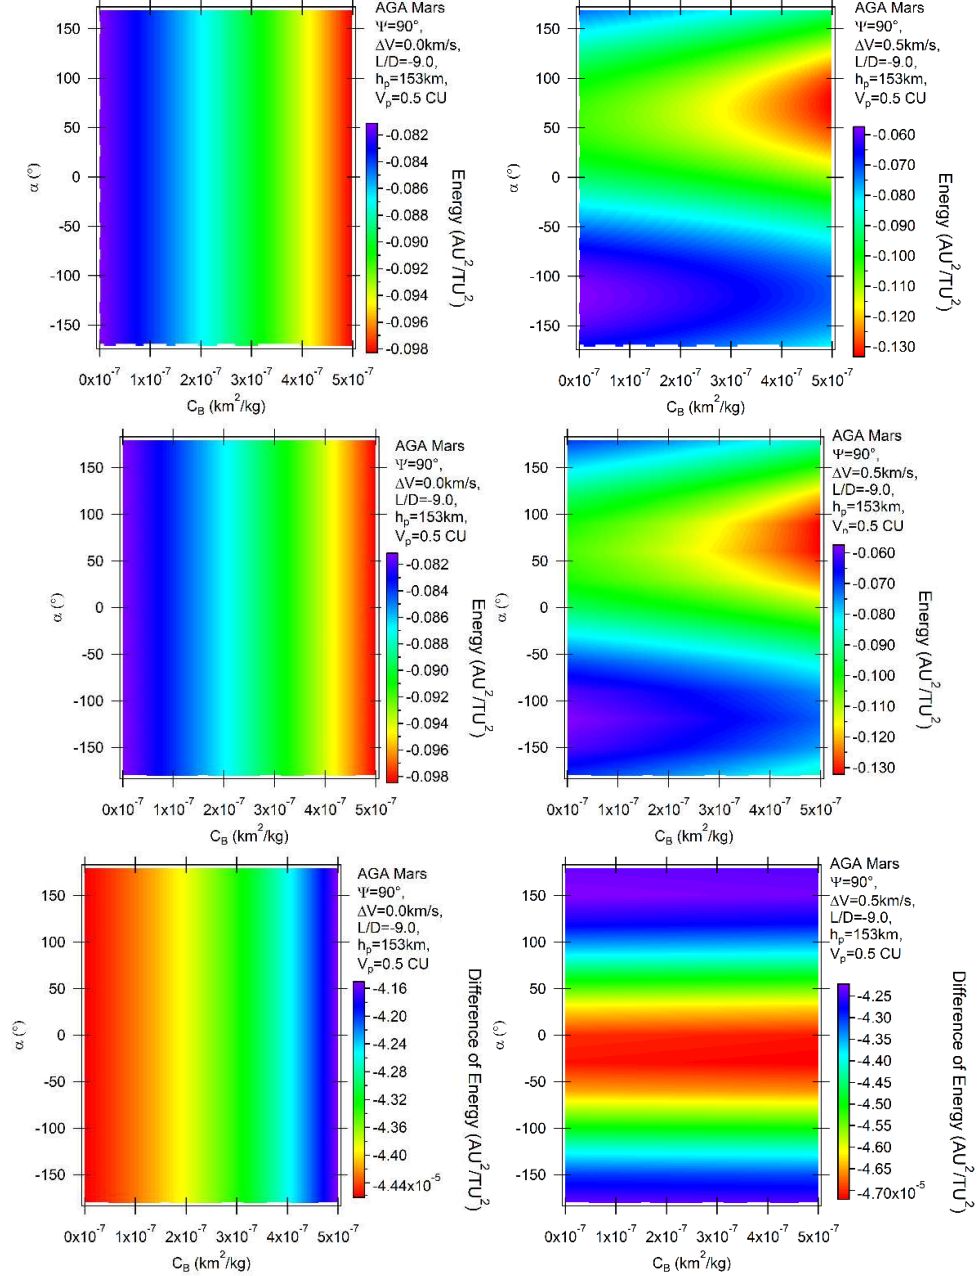 AGA Mars
Ψ=90°,
ΔV=0.0km/s,
L/D=-9.0,
hp=153km,
Vp=0.5 CU
150
100
50
0
-50
-100
-150
α (°)
0x10⁻⁷ 1x10⁻⁷ 2x10⁻⁷ 3x10⁻⁷ 4x10⁻⁷ 5x10⁻⁷
C_B (km²/kg)
-0.082
-0.084
-0.086
-0.088
-0.090
-0.092
-0.094
-0.096
-0.098
Energy (AU²/TU²)
AGA Mars
Ψ=90°,
ΔV=0.5km/s,
L/D=-9.0,
hp=153km,
Vp=0.5 CU
150
100
50
0
-50
-100
-150
α (°)
0x10⁻⁷ 1x10⁻⁷ 2x10⁻⁷ 3x10⁻⁷ 4x10⁻⁷ 5x10⁻⁷
C_B (km²/kg)
-0.060
-0.070
-0.080
-0.090
-0.100
-0.110
-0.120
-0.130
Energy (AU²/TU²)
AGA Mars
Ψ=90°,
ΔV=0.0km/s,
L/D=-9.0,
hp=153km,
Vp=0.5 CU
150
100
50
0
-50
-100
-150
α (°)
0x10⁻⁷ 1x10⁻⁷ 2x10⁻⁷ 3x10⁻⁷ 4x10⁻⁷ 5x10⁻⁷
C_B (km²/kg)
-0.082
-0.084
-0.086
-0.088
-0.090
-0.092
-0.094
-0.096
-0.098
Energy (AU²/TU²)
AGA Mars
Ψ=90°,
ΔV=0.5km/s,
L/D=-9.0,
hp=153km,
Vp=0.5 CU
150
100
50
0
-50
-100
-150
α (°)
0x10⁻⁷ 1x10⁻⁷ 2x10⁻⁷ 3x10⁻⁷ 4x10⁻⁷ 5x10⁻⁷
C_B (km²/kg)
-0.060
-0.070
-0.080
-0.090
-0.100
-0.110
-0.120
-0.130
Energy (AU²/TU²)
AGA Mars
Ψ=90°,
ΔV=0.0km/s,
L/D=-9.0,
hp=153km,
Vp=0.5 CU
150
100
50
0
-50
-100
-150
α (°)
0x10⁻⁷ 1x10⁻⁷ 2x10⁻⁷ 3x10⁻⁷ 4x10⁻⁷ 5x10⁻⁷
C_B (km²/kg)
-4.16
-4.20
-4.24
-4.28
-4.32
-4.36
-4.40
-4.44x10⁻⁵
Difference of Energy (AU²/TU²)
AGA Mars
Ψ=90°,
ΔV=0.5km/s,
L/D=-9.0,
hp=153km,
Vp=0.5 CU
150
100
50
0
-50
-100
-150
α (°)
0x10⁻⁷ 1x10⁻⁷ 2x10⁻⁷ 3x10⁻⁷ 4x10⁻⁷ 5x10⁻⁷
C_B (km²/kg)
-4.25
-4.30
-4.35
-4.40
-4.45
-4.50
-4.55
-4.60
-4.65
-4.70x10⁻⁵
Difference of Energy (AU²/TU²)